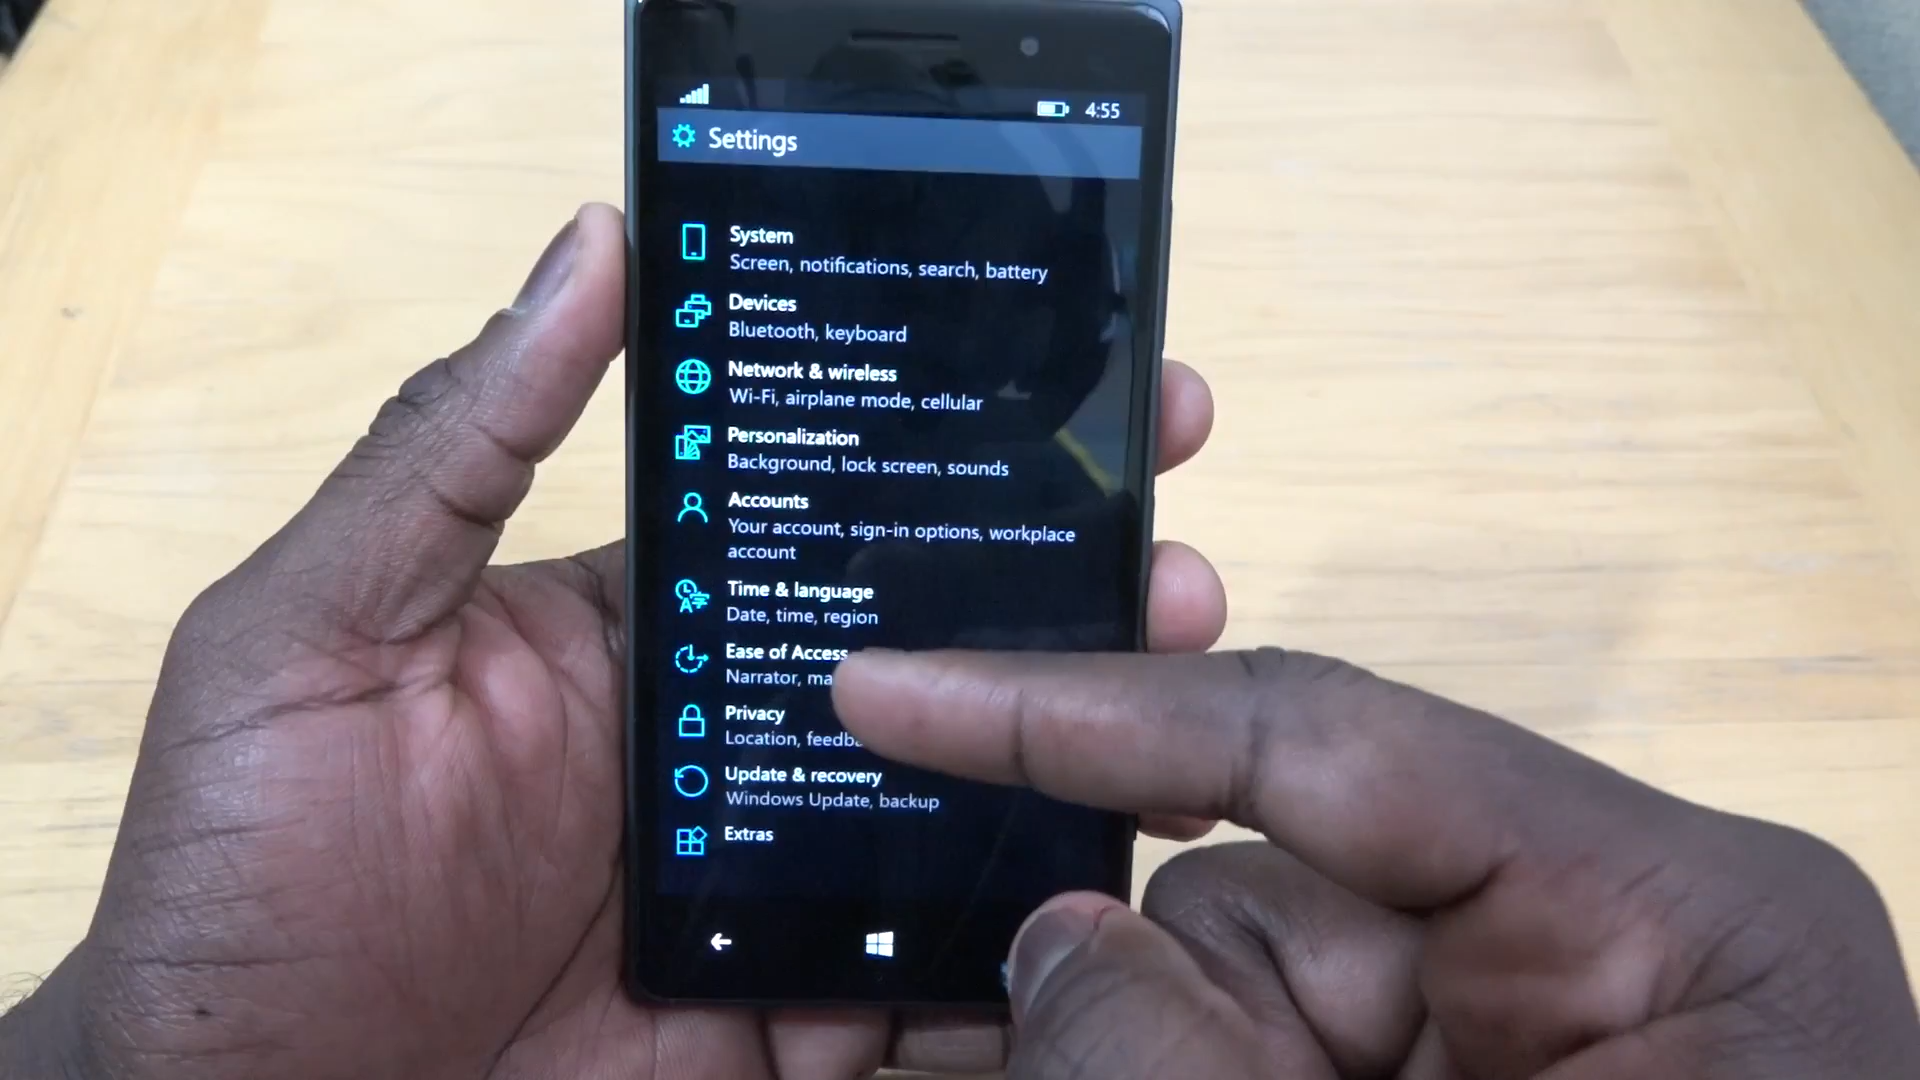 4:55
Settings
System
Screen, notifications, search, battery
Devices
Bluetooth, keyboard
Network & wireless
Wi-Fi, airplane mode, cellular
Personalization
Background, lock screen, sounds
Accounts
Your account, sign-in options, workplace
account
Time & language
Date, time, region
Ease of Access
Narrator,
Privacy
Location,
Update & recovery
Windows Update, backup
Extras